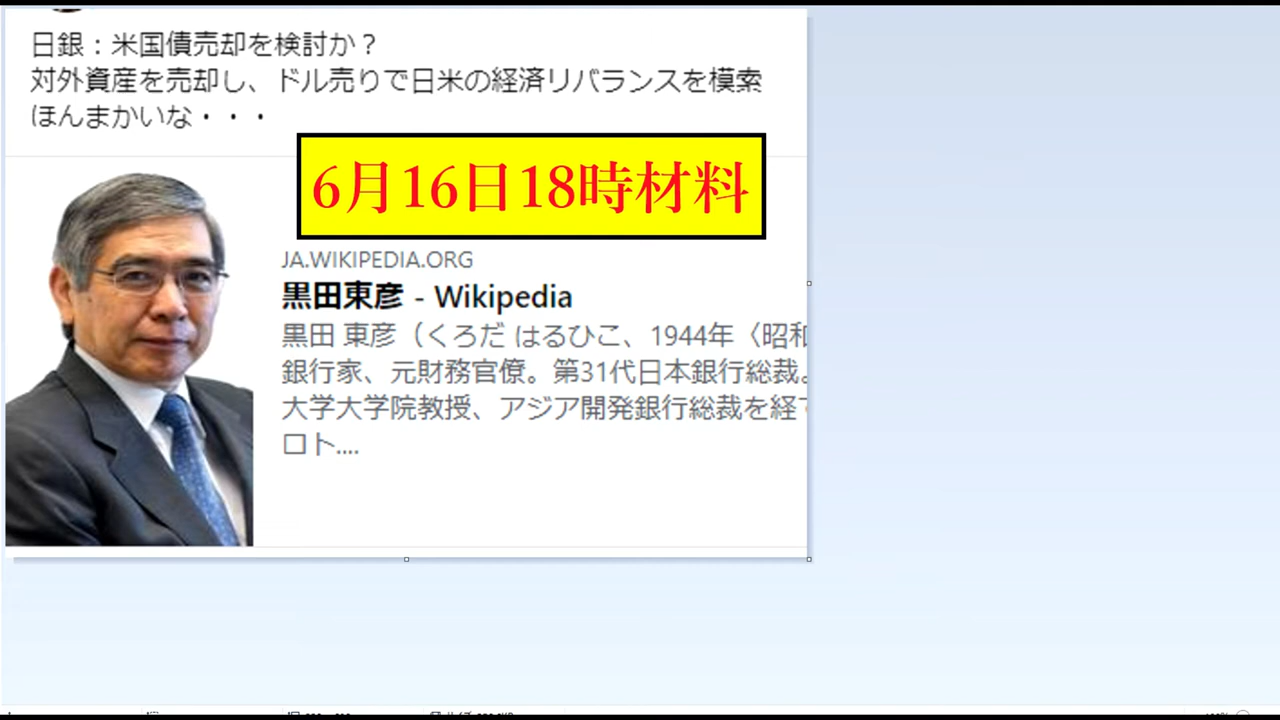 日銀：米国債売却を検討か？
対外資産を売却し、ドル売りで日米の経済リバランスを模索
ほんまかいな・・・
6月16日18時材料
JA.WIKIPEDIA.ORG
黒田東彦 - Wikipedia
黒田 東彦（くろだ はるひこ、1944年〈昭和
銀行家、元財務官僚。第31代日本銀行総裁。
大学大学院教授、アジア開発銀行総裁を経て
ロト....